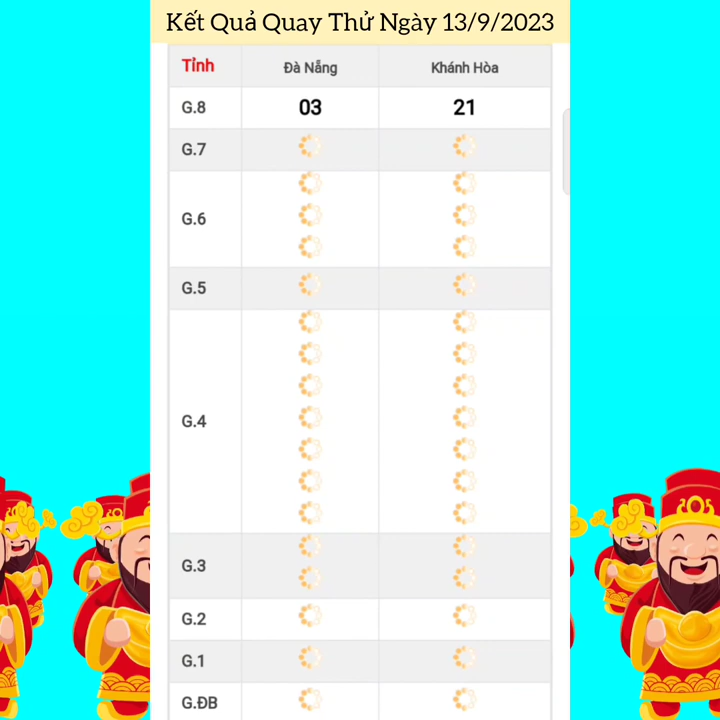 Kết Quả Quay Thử Ngày 13/9/2023
Tỉnh Đà Nẵng Khánh Hòa
G.8 03 21
G.7
G.6
G.5
G.4
G.3
G.2
G.1
G.ĐB